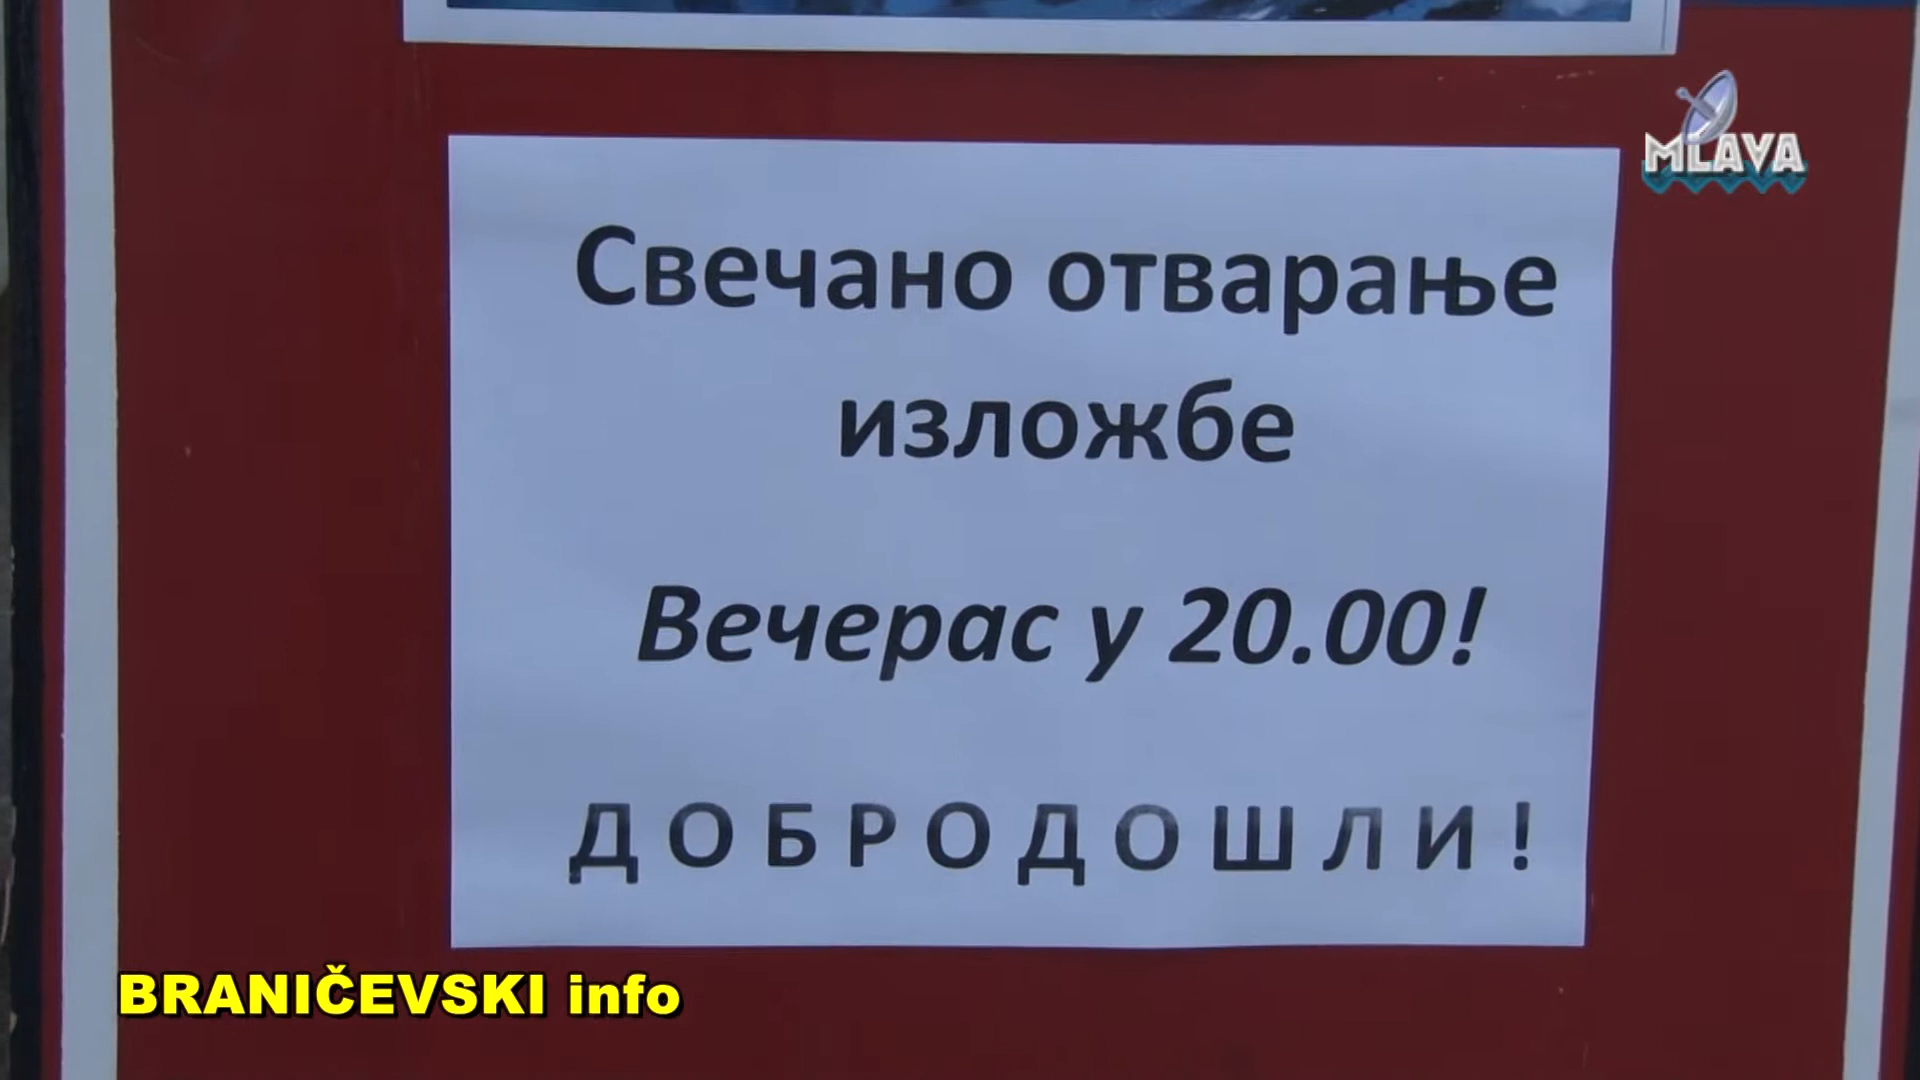 MLAVA
Свечано отварање
изложбе
Вечерас у 20.00!
ДОБРОДОШЛИ!
BRANIČEVSKI info